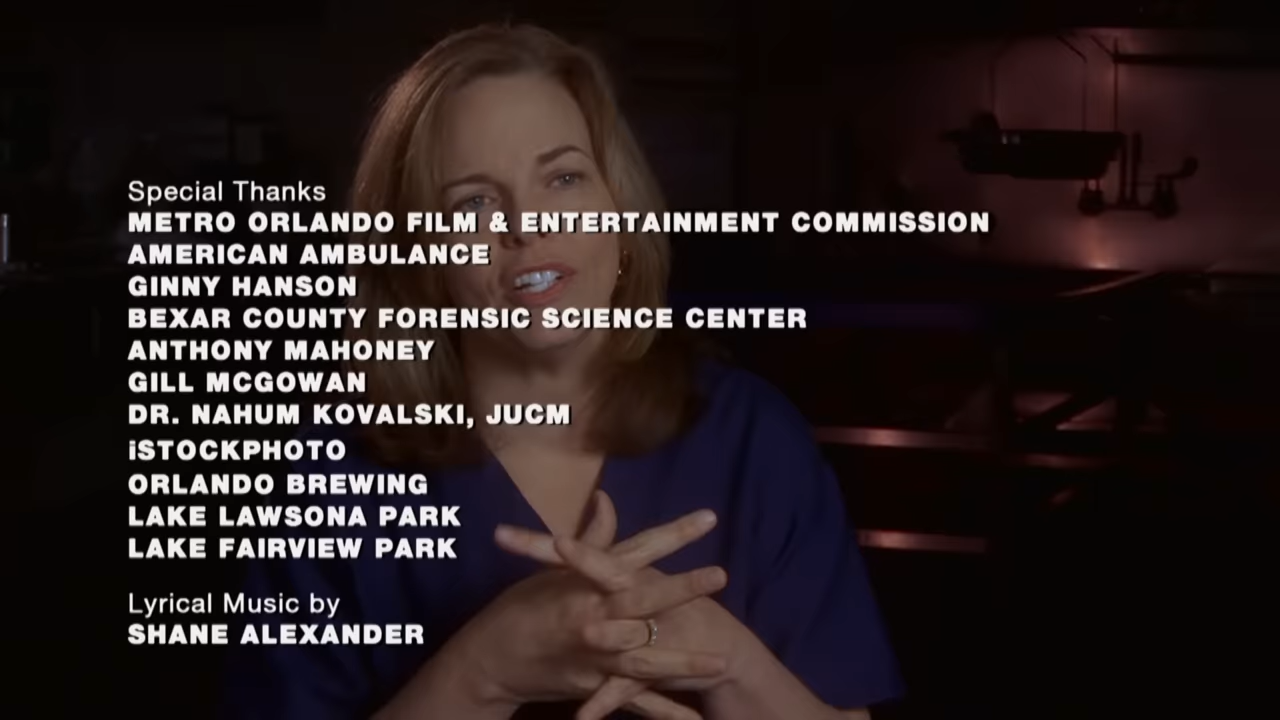 Special Thanks
METRO ORLANDO FILM & ENTERTAINMENT COMMISSION
AMERICAN AMBULANCE
GINNY HANSON
BEXAR COUNTY FORENSIC SCIENCE CENTER
ANTHONY MAHONEY
GILL MCGOWAN
DR. NAHUM KOVALSKI, JUCM
iSTOCKPHOTO
ORLANDO BREWING
LAKE LAWSONA PARK
LAKE FAIRVIEW PARK
Lyrical Music by
SHANE ALEXANDER